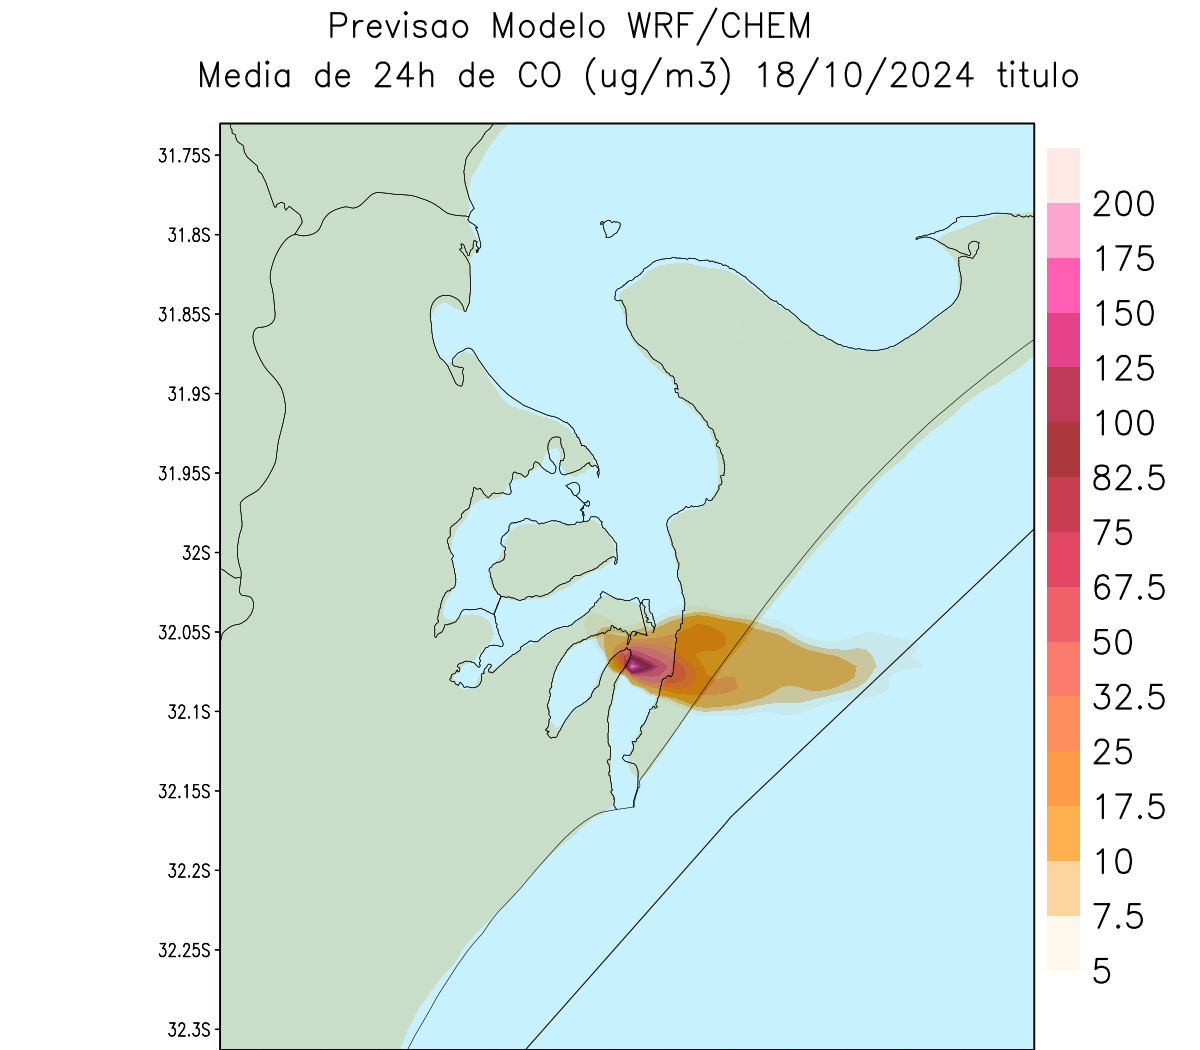 Previsao Modelo WRF/CHEM
Media de 24h de CO (ug/m3) 18/10/2024 titulo
31.75S
31.8S
31.85S
31.9S
31.95S
32S
32.05S
32.1S
32.15S
32.2S
32.25S
32.3S
200
175
150
125
100
82.5
75
67.5
50
32.5
25
17.5
10
7.5
5